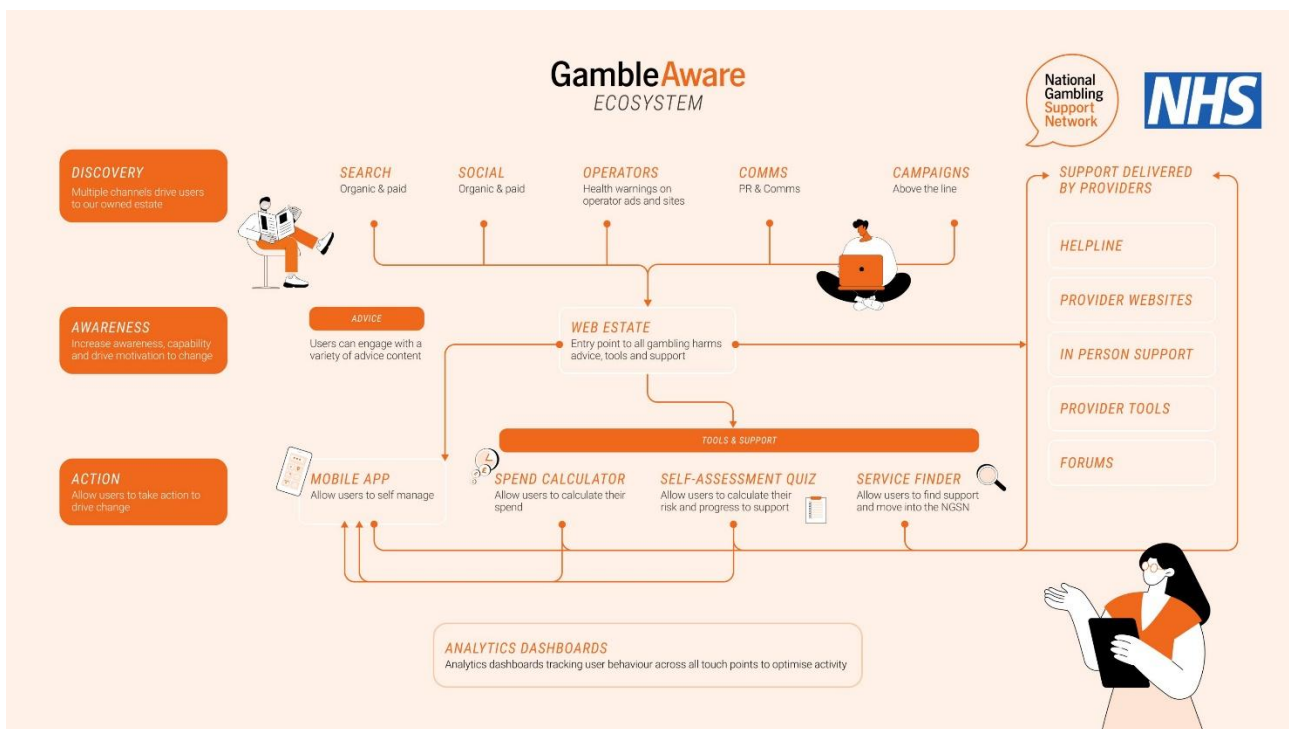 GambleAware
ECOSYSTEM
National
Gambling
Support
Network
NHS
DISCOVERY
Multiple channels drive users
to our owned estate
SEARCH
Organic & paid
SOCIAL
Organic & paid
OPERATORS
Health warnings on
operator ads and sites
COMMS
PR & Comms
CAMPAIGNS
Above the line
SUPPORT DELIVERED
BY PROVIDERS
HELPLINE
PROVIDER WEBSITES
IN PERSON SUPPORT
PROVIDER TOOLS
FORUMS
AWARENESS
Increase awareness, capability
and drive motivation to change
ADVICE
Users can engage with a
variety of advice content
WEB ESTATE
Entry point to all gambling harms
advice, tools and support
TOOLS & SUPPORT
ACTION
Allow users to take action to
drive change
MOBILE APP
Allow users to self manage
SPEND CALCULATOR
Allow users to calculate their
spend
SELF-ASSESSMENT QUIZ
Allow users to calculate their
risk and progress to support
SERVICE FINDER
Allow users to find support
and move into the NGSN
ANALYTICS DASHBOARDS
Analytics dashboards tracking user behaviour across all touch points to optimise activity